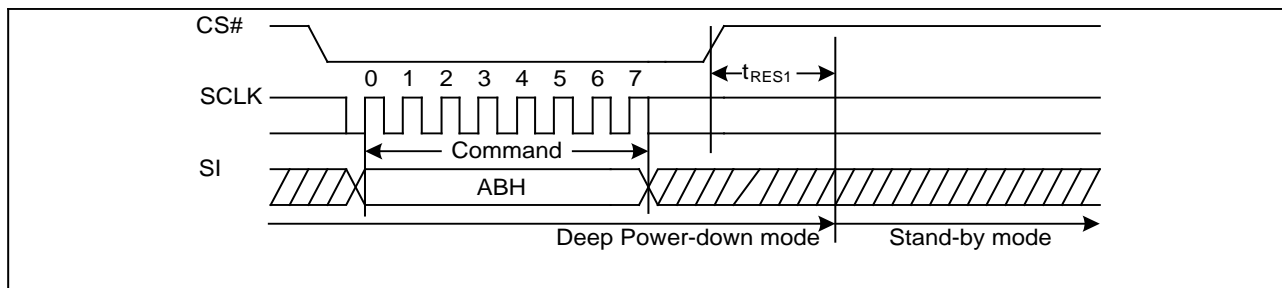 CS#
tRES1
0 1 2 3 4 5 6 7
SCLK
Command
SI
ABH
Deep Power-down mode Stand-by mode